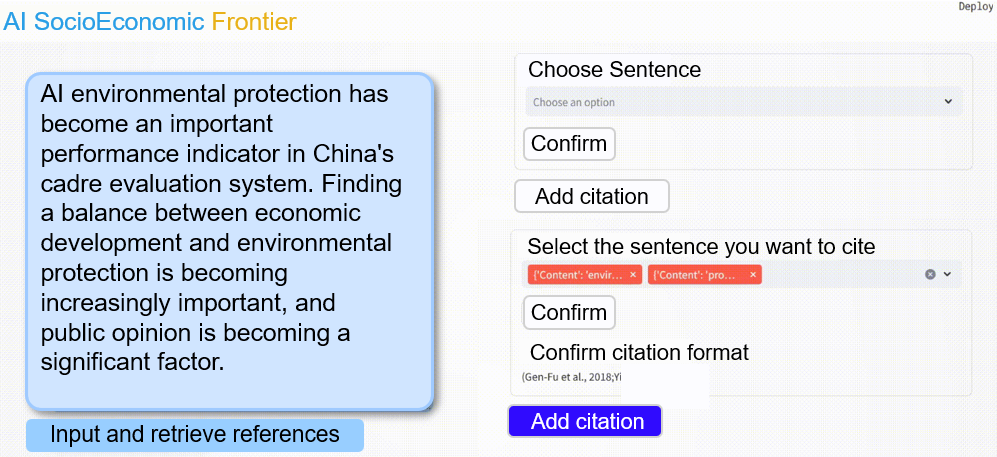 Deploy
AI SocioEconomic Frontier
AI environmental protection has
become an important
performance indicator in China's
cadre evaluation system. Finding
a balance between economic
development and environmental
protection is becoming
increasingly important, and
public opinion is becoming a
significant factor.
Input and retrieve references
Choose Sentence
Choose an option
Confirm
Add citation
Select the sentence you want to cite
{'Content': 'envir... × {'Content': 'pro... ×
Confirm
Confirm citation format
(Gen-Fu et al., 2018;Yi
Add citation